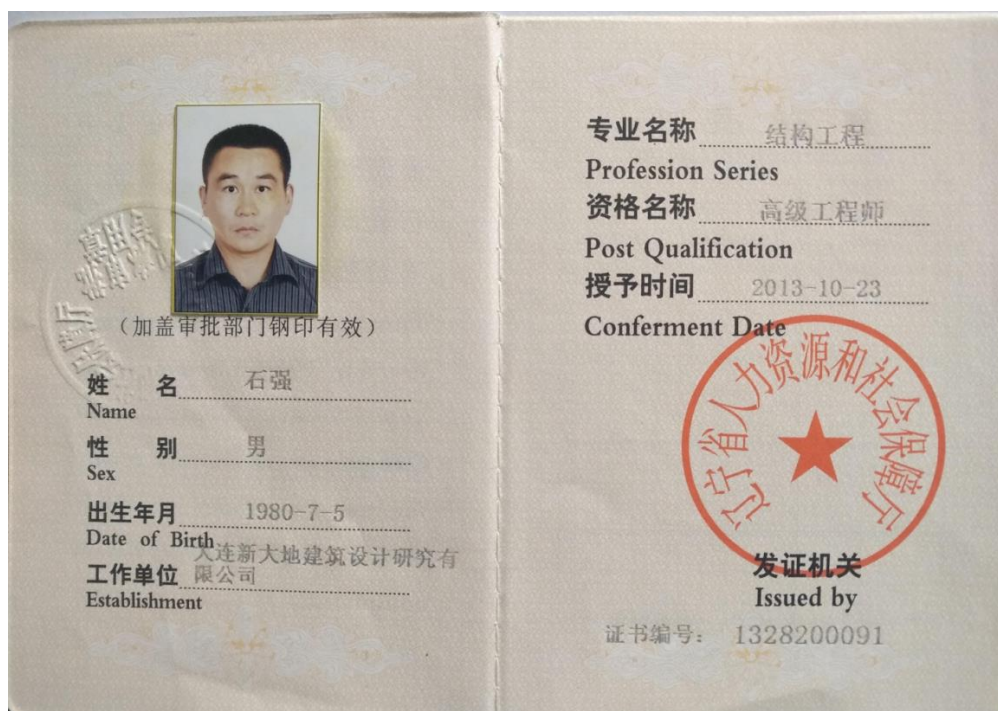 （加盖审批部门钢印有效）
姓 名 石强
Name
性 别 男
Sex
出生年月 1980-7-5
Date of Birth
大连新大地建筑设计研究有
工作单位 限公司
Establishment
专业名称 结构工程
Profession Series
资格名称 高级工程师
Post Qualification
授予时间 2013-10-23
Conferment Date
辽宁省人力资源和社会保障厅
发证机关
Issued by
证书编号： 1328200091